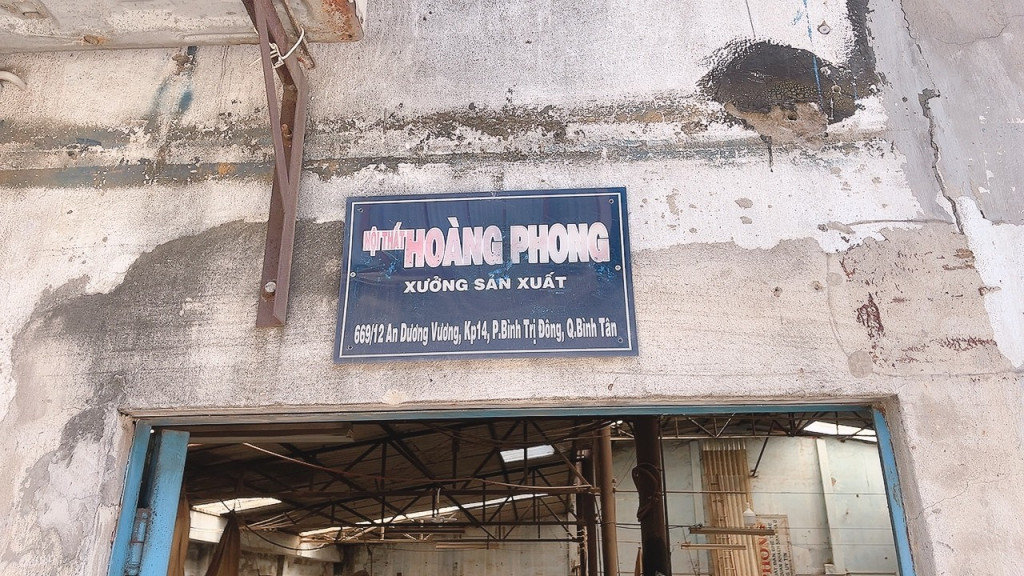 NỘI THẤT HOÀNG PHONG
XƯỞNG SẢN XUẤT
669/12 An Dương Vương, Kp14, P.Bình Trị Đông, Q.Bình Tân